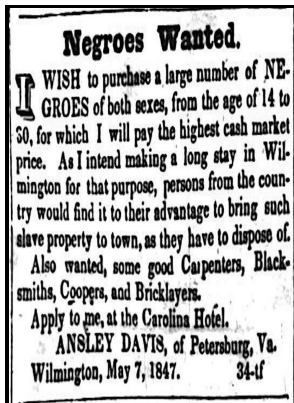 Negroes Wanted.
I WISH to purchase a large number of NE-
GROES of both sexes, from the age of 14 to
30, for which I will pay the highest cash market
price. As I intend making a long stay in Wil-
mington for that purpose, persons from the coun-
try would find it to their advantage to bring such
slave property to town, as they have to dispose of.
Also wanted, some good Carpenters, Black-
smiths, Coopers, and Bricklayers.
Apply to me, at the Carolina Hotel.
ANSLEY DAVIS, of Petersburg, Va.
Wilmington, May 7, 1847. 34-tf